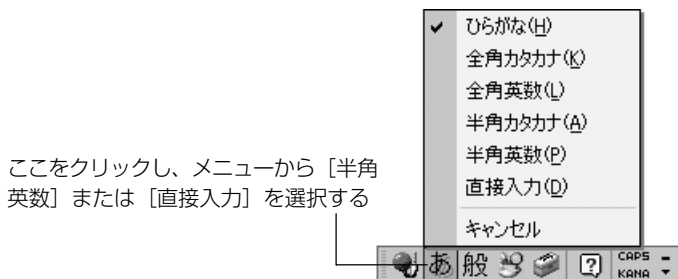 ひらがな(H)
全角カタカナ(K)
全角英数(L)
半角カタカナ(A)
半角英数(P)
直接入力(D)
キャンセル
ここをクリックし、メニューから［半角
英数］または［直接入力］を選択する
あ 般 ? CAPS
KANA